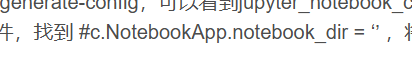 generate-config，可以看到jupyter_notebook_c
件，找到 #c.NotebookApp.notebook_dir = ‘’ ，